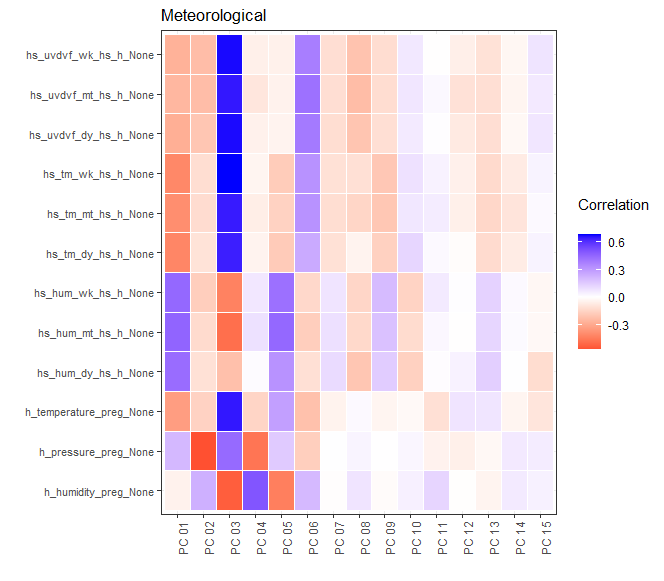 Meteorological
hs_uvdvf_wk_hs_h_None
hs_uvdvf_mt_hs_h_None
hs_uvdvf_dy_hs_h_None
hs_tm_wk_hs_h_None
hs_tm_mt_hs_h_None
hs_tm_dy_hs_h_None
hs_hum_wk_hs_h_None
hs_hum_mt_hs_h_None
hs_hum_dy_hs_h_None
h_temperature_preg_None
h_pressure_preg_None
h_humidity_preg_None
PC 01
PC 02
PC 03
PC 04
PC 05
PC 06
PC 07
PC 08
PC 09
PC 10
PC 11
PC 12
PC 13
PC 14
PC 15
Correlation
0.6
0.3
0.0
-0.3